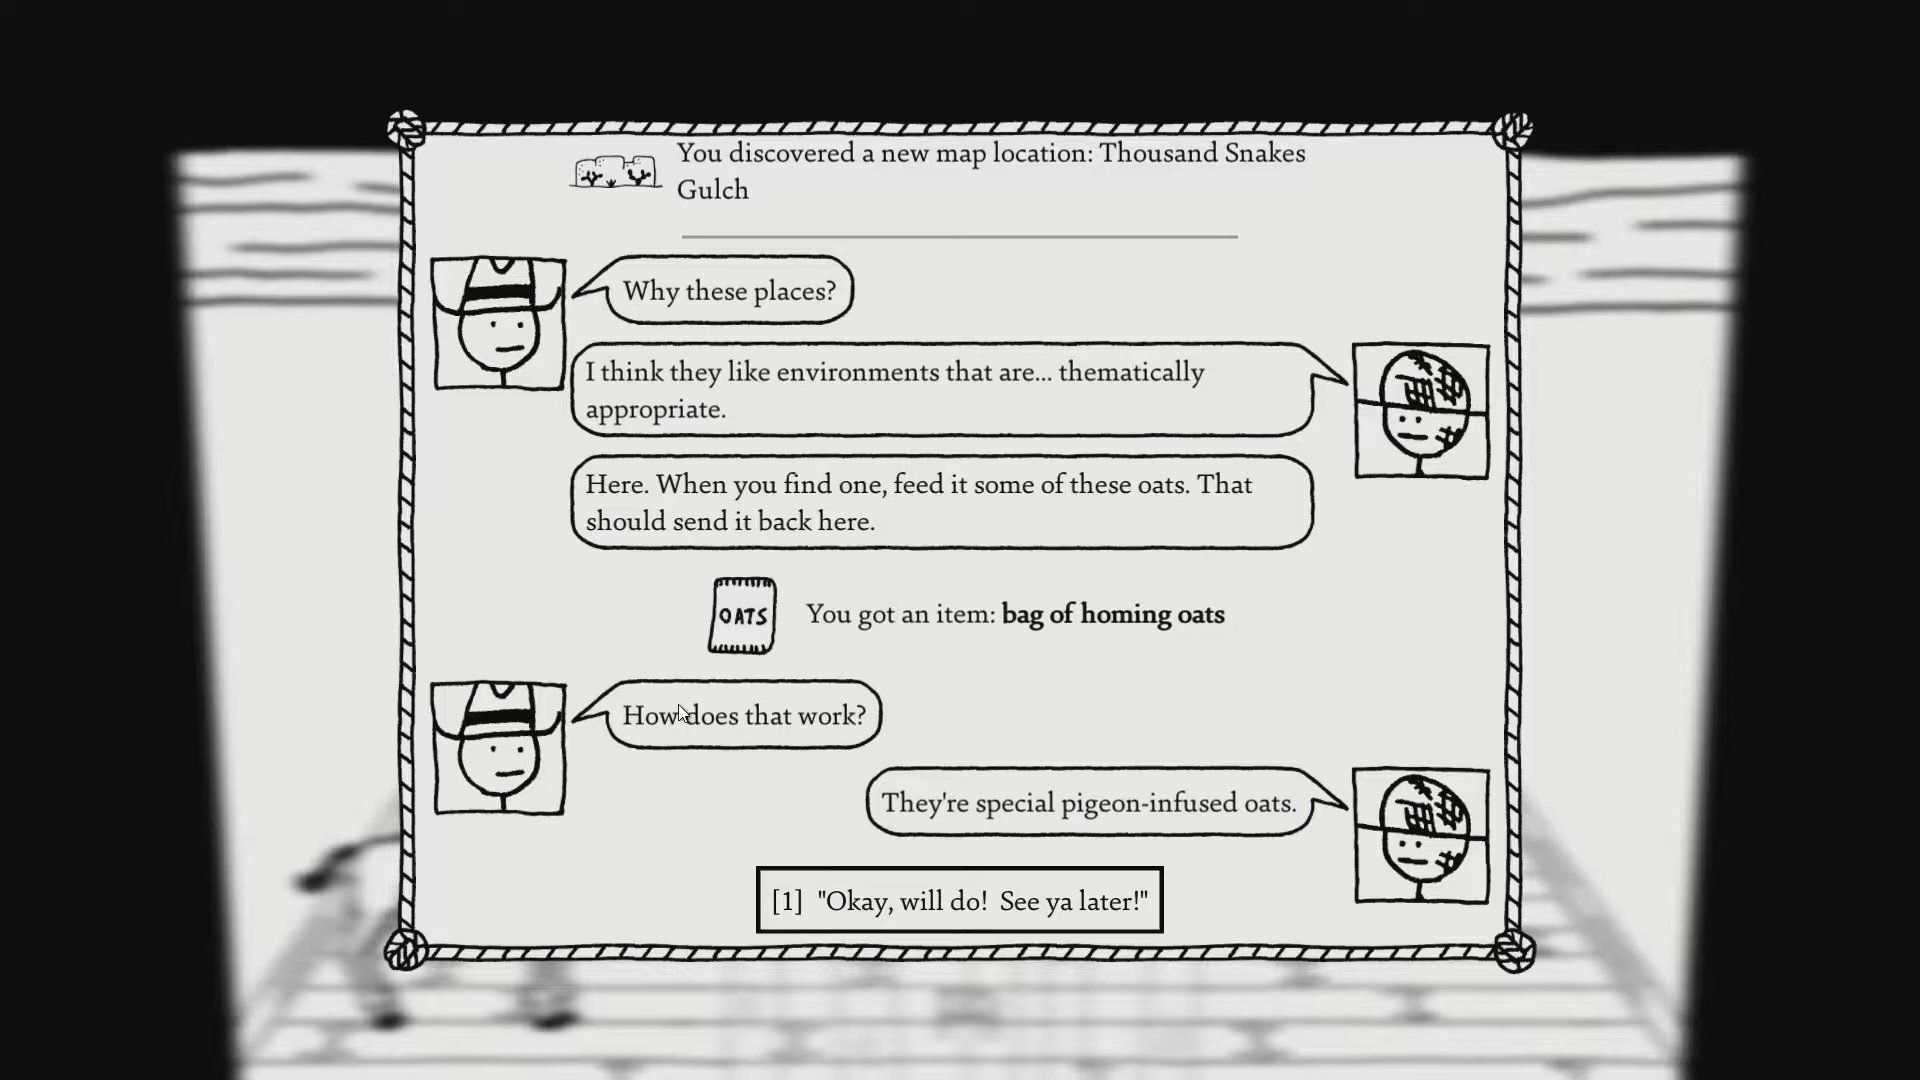 You discovered a new map location: Thousand Snakes
Gulch
Why these places?
I think they like environments that are... thematically
appropriate.
Here. When you find one, feed it some of these oats. That
should send it back here.
OATS
You got an item: bag of homing oats
How does that work?
They're special pigeon-infused oats.
[1] "Okay, will do! See ya later!"